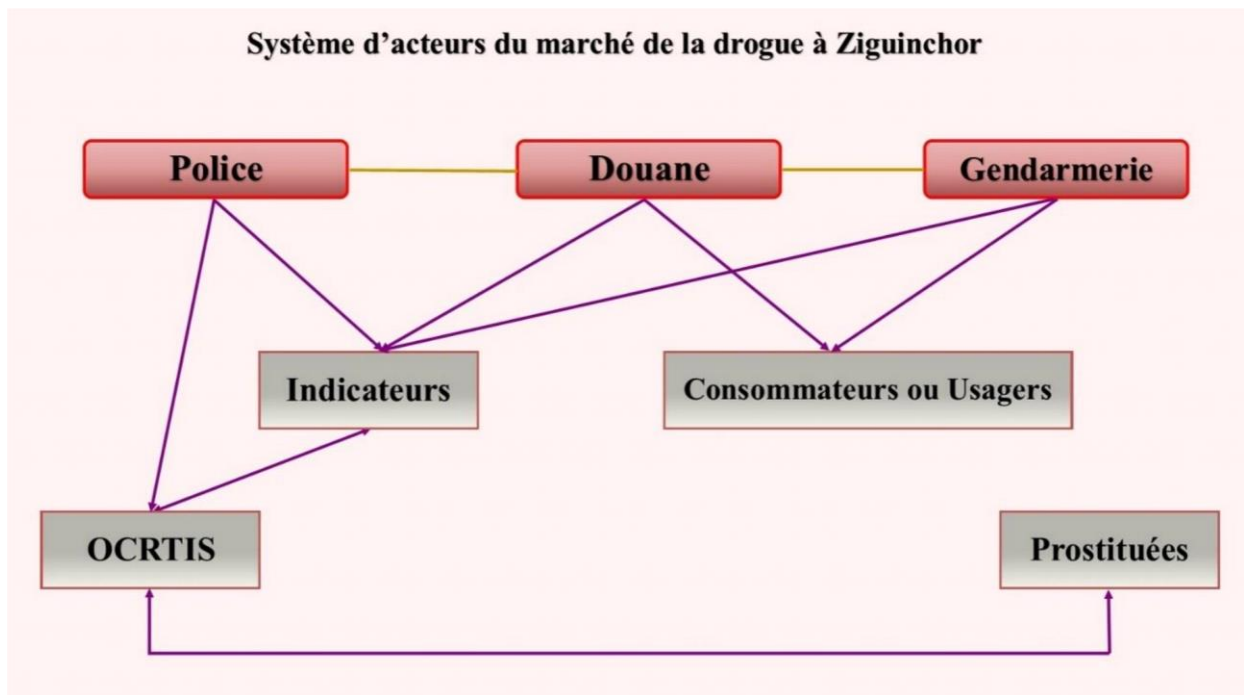 Système d’acteurs du marché de la drogue à Ziguinchor
Police
Douane
Gendarmerie
Indicateurs
Consommateurs ou Usagers
OCRTIS
Prostituées